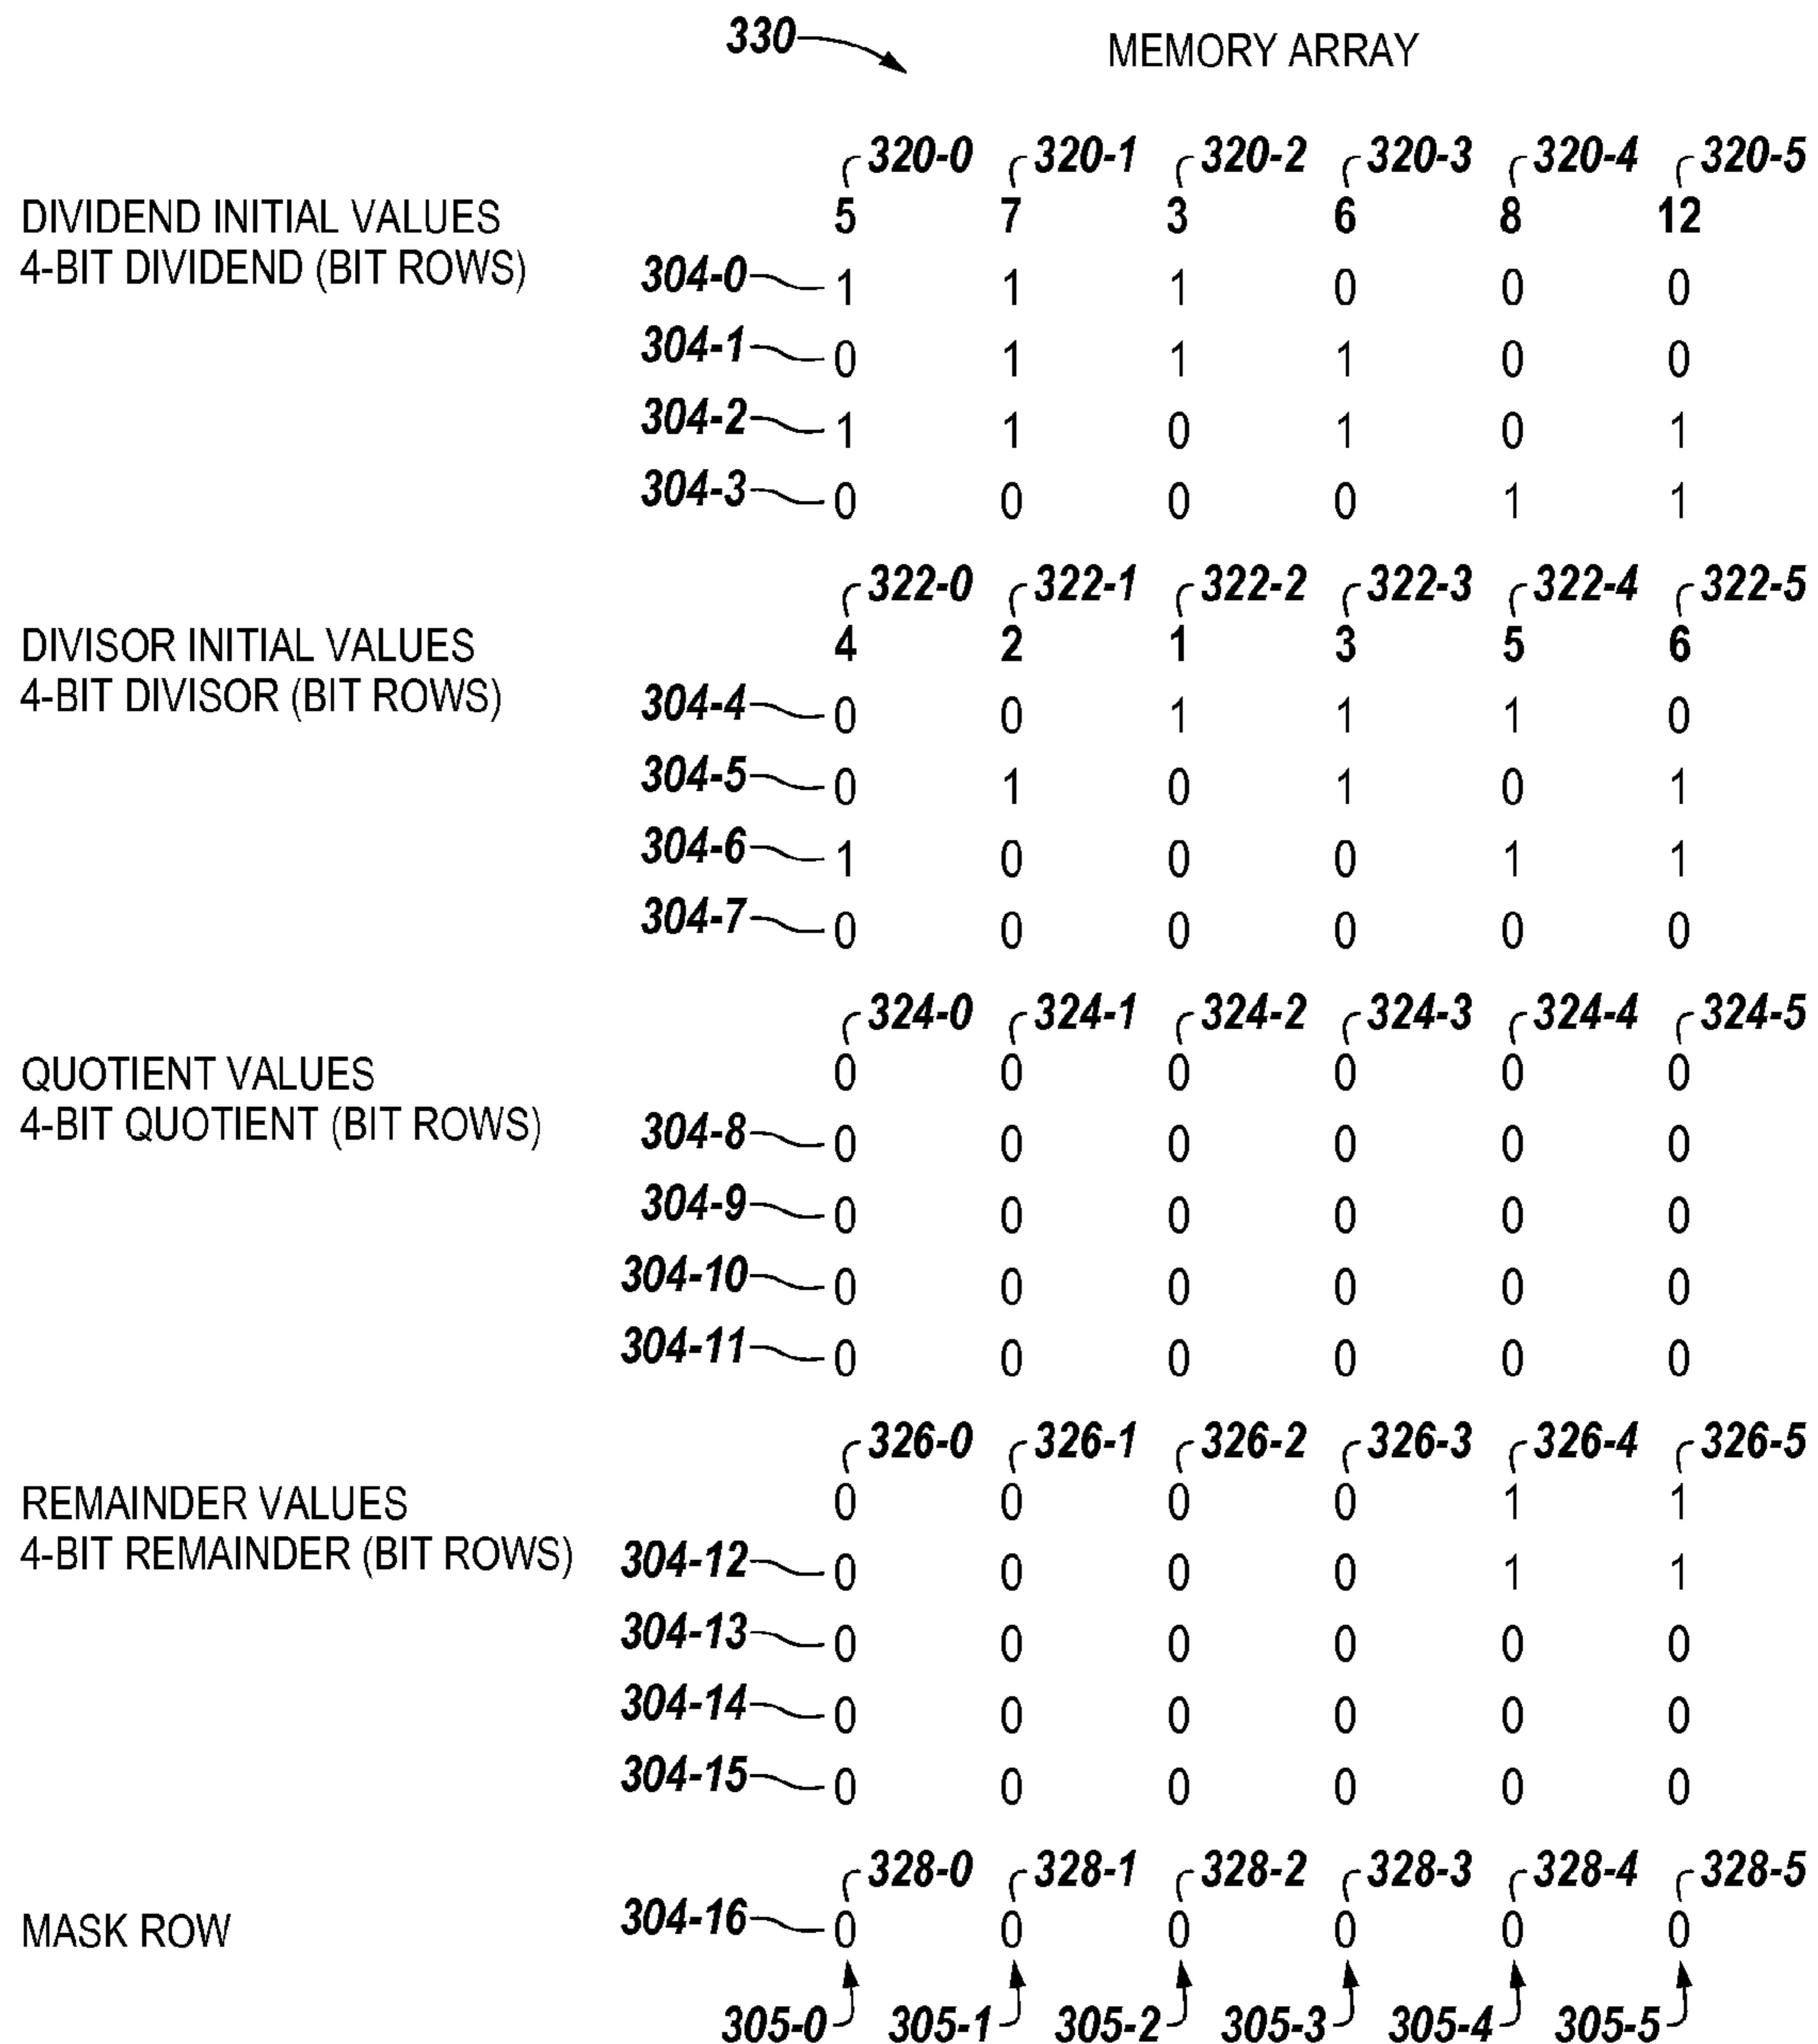 330 MEMORY ARRAY
320-0 320-1 320-2 320-3 320-4 320-5
DIVIDEND INITIAL VALUES 5 7 3 6 8 12
4-BIT DIVIDEND (BIT ROWS) 304-0 1 1 1 0 0 0
304-1 0 1 1 1 0 0
304-2 1 1 0 1 0 1
304-3 0 0 0 0 1 1
322-0 322-1 322-2 322-3 322-4 322-5
DIVISOR INITIAL VALUES 4 2 1 3 5 6
4-BIT DIVISOR (BIT ROWS) 304-4 0 0 1 1 1 0
304-5 0 1 0 1 0 1
304-6 1 0 0 0 1 1
304-7 0 0 0 0 0 0
324-0 324-1 324-2 324-3 324-4 324-5
QUOTIENT VALUES 0 0 0 0 0 0
4-BIT QUOTIENT (BIT ROWS) 304-8 0 0 0 0 0 0
304-9 0 0 0 0 0 0
304-10 0 0 0 0 0 0
304-11 0 0 0 0 0 0
326-0 326-1 326-2 326-3 326-4 326-5
REMAINDER VALUES 0 0 0 0 1 1
4-BIT REMAINDER (BIT ROWS) 304-12 0 0 0 0 1 1
304-13 0 0 0 0 0 0
304-14 0 0 0 0 0 0
304-15 0 0 0 0 0 0
328-0 328-1 328-2 328-3 328-4 328-5
MASK ROW 304-16 0 0 0 0 0 0
305-0 305-1 305-2 305-3 305-4 305-5